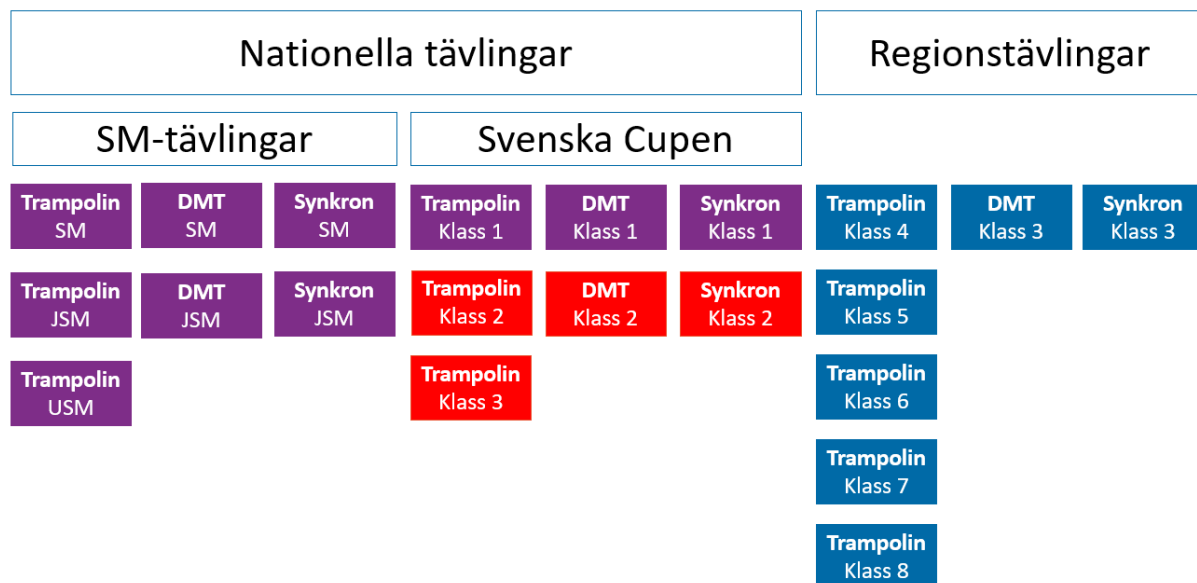 Nationella tävlingar
Regionstävlingar
SM-tävlingar
Svenska Cupen
Trampolin
SM
DMT
SM
Synkron
SM
Trampolin
Klass 1
DMT
Klass 1
Synkron
Klass 1
Trampolin
Klass 4
DMT
Klass 3
Synkron
Klass 3
Trampolin
JSM
DMT
JSM
Synkron
JSM
Trampolin
Klass 2
DMT
Klass 2
Synkron
Klass 2
Trampolin
Klass 5
Trampolin
USM
Trampolin
Klass 3
Trampolin
Klass 6
Trampolin
Klass 7
Trampolin
Klass 8